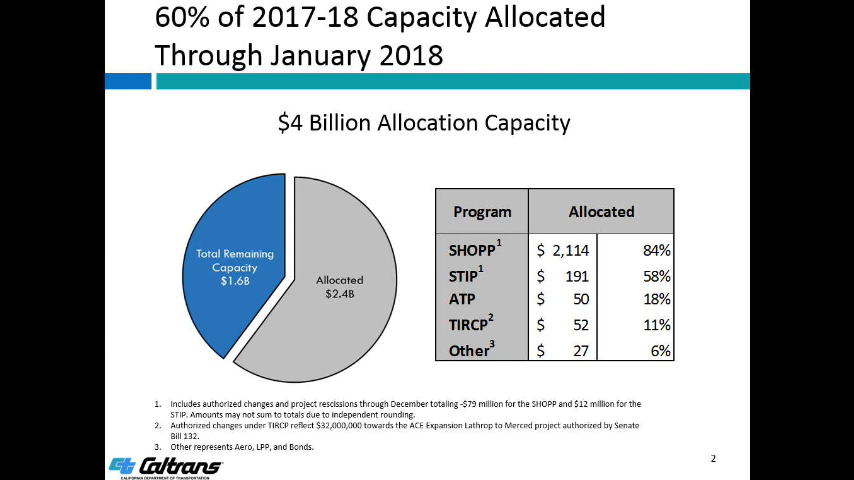 60% of 2017-18 Capacity Allocated
Through January 2018
$4 Billion Allocation Capacity
Total Remaining
Capacity
$1.6B
Allocated
$2.4B
Program Allocated
SHOPP1 $ 2,114 84%
STIP1 $ 191 58%
ATP $ 50 18%
TIRCP2 $ 52 11%
Other3 $ 27 6%
1. Includes authorized changes and project rescissions through December totaling -$79 million for the SHOPP and $12 million for the
STIP. Amounts may not sum to totals due to independent rounding.
2. Authorized changes under TIRCP reflect $32,000,000 towards the ACE Expansion Lathrop to Merced project authorized by Senate
Bill 132.
3. Other represents Aero, LPP, and Bonds.
Caltrans
CALIFORNIA DEPARTMENT OF TRANSPORTATION
2